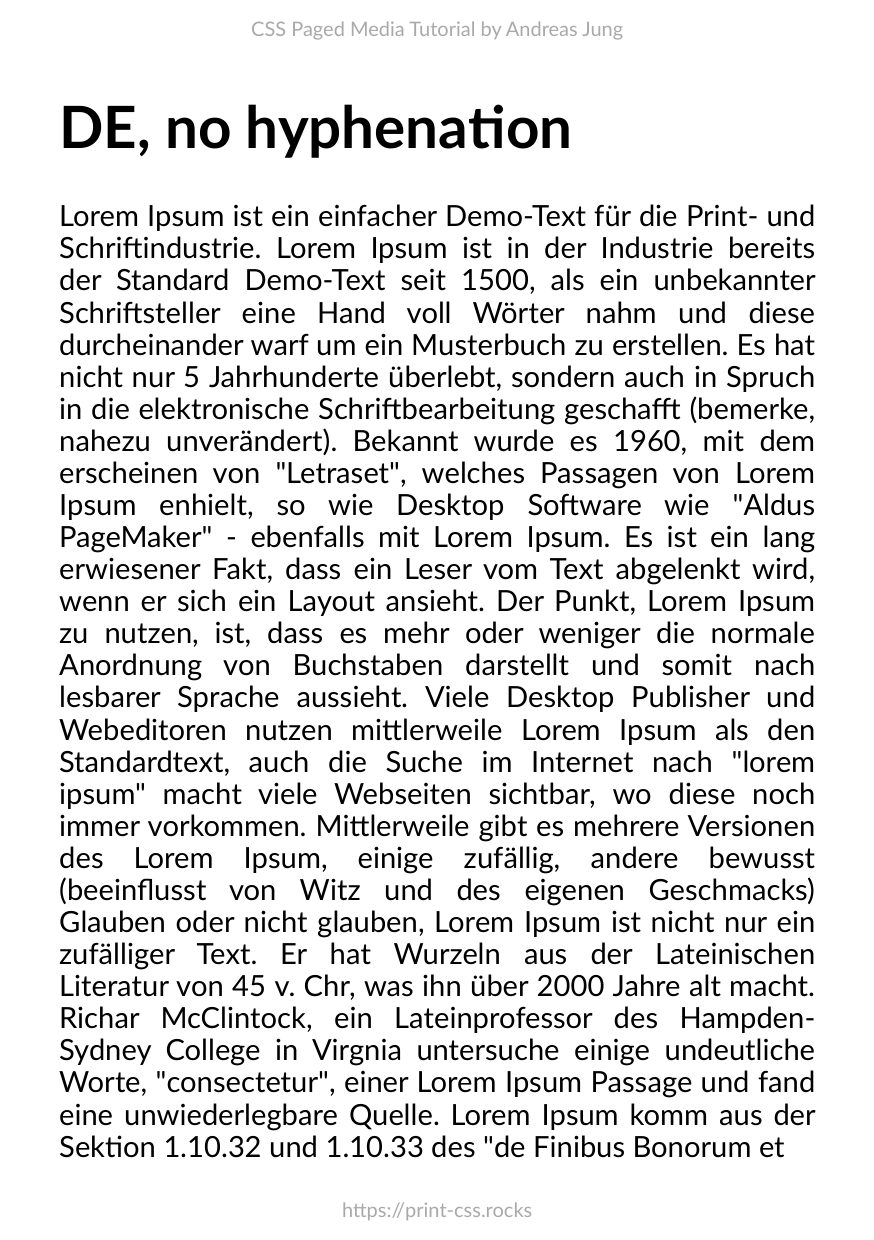 CSS Paged Media Tutorial by Andreas Jung
DE, no hyphenation
Lorem Ipsum ist ein einfacher Demo-Text für die Print- und
Schriftindustrie. Lorem Ipsum ist in der Industrie bereits
der Standard Demo-Text seit 1500, als ein unbekannter
Schriftsteller eine Hand voll Wörter nahm und diese
durcheinander warf um ein Musterbuch zu erstellen. Es hat
nicht nur 5 Jahrhunderte überlebt, sondern auch in Spruch
in die elektronische Schriftbearbeitung geschafft (bemerke,
nahezu unverändert). Bekannt wurde es 1960, mit dem
erscheinen von "Letraset", welches Passagen von Lorem
Ipsum enhielt, so wie Desktop Software wie "Aldus
PageMaker" - ebenfalls mit Lorem Ipsum. Es ist ein lang
erwiesener Fakt, dass ein Leser vom Text abgelenkt wird,
wenn er sich ein Layout ansieht. Der Punkt, Lorem Ipsum
zu nutzen, ist, dass es mehr oder weniger die normale
Anordnung von Buchstaben darstellt und somit nach
lesbarer Sprache aussieht. Viele Desktop Publisher und
Webeditoren nutzen mittlerweile Lorem Ipsum als den
Standardtext, auch die Suche im Internet nach "lorem
ipsum" macht viele Webseiten sichtbar, wo diese noch
immer vorkommen. Mittlerweile gibt es mehrere Versionen
des Lorem Ipsum, einige zufällig, andere bewusst
(beeinflusst von Witz und des eigenen Geschmacks)
Glauben oder nicht glauben, Lorem Ipsum ist nicht nur ein
zufälliger Text. Er hat Wurzeln aus der Lateinischen
Literatur von 45 v. Chr, was ihn über 2000 Jahre alt macht.
Richar McClintock, ein Lateinprofessor des Hampden-
Sydney College in Virgnia untersuche einige undeutliche
Worte, "consectetur", einer Lorem Ipsum Passage und fand
eine unwiederlegbare Quelle. Lorem Ipsum komm aus der
Sektion 1.10.32 und 1.10.33 des "de Finibus Bonorum et
https://print-css.rocks